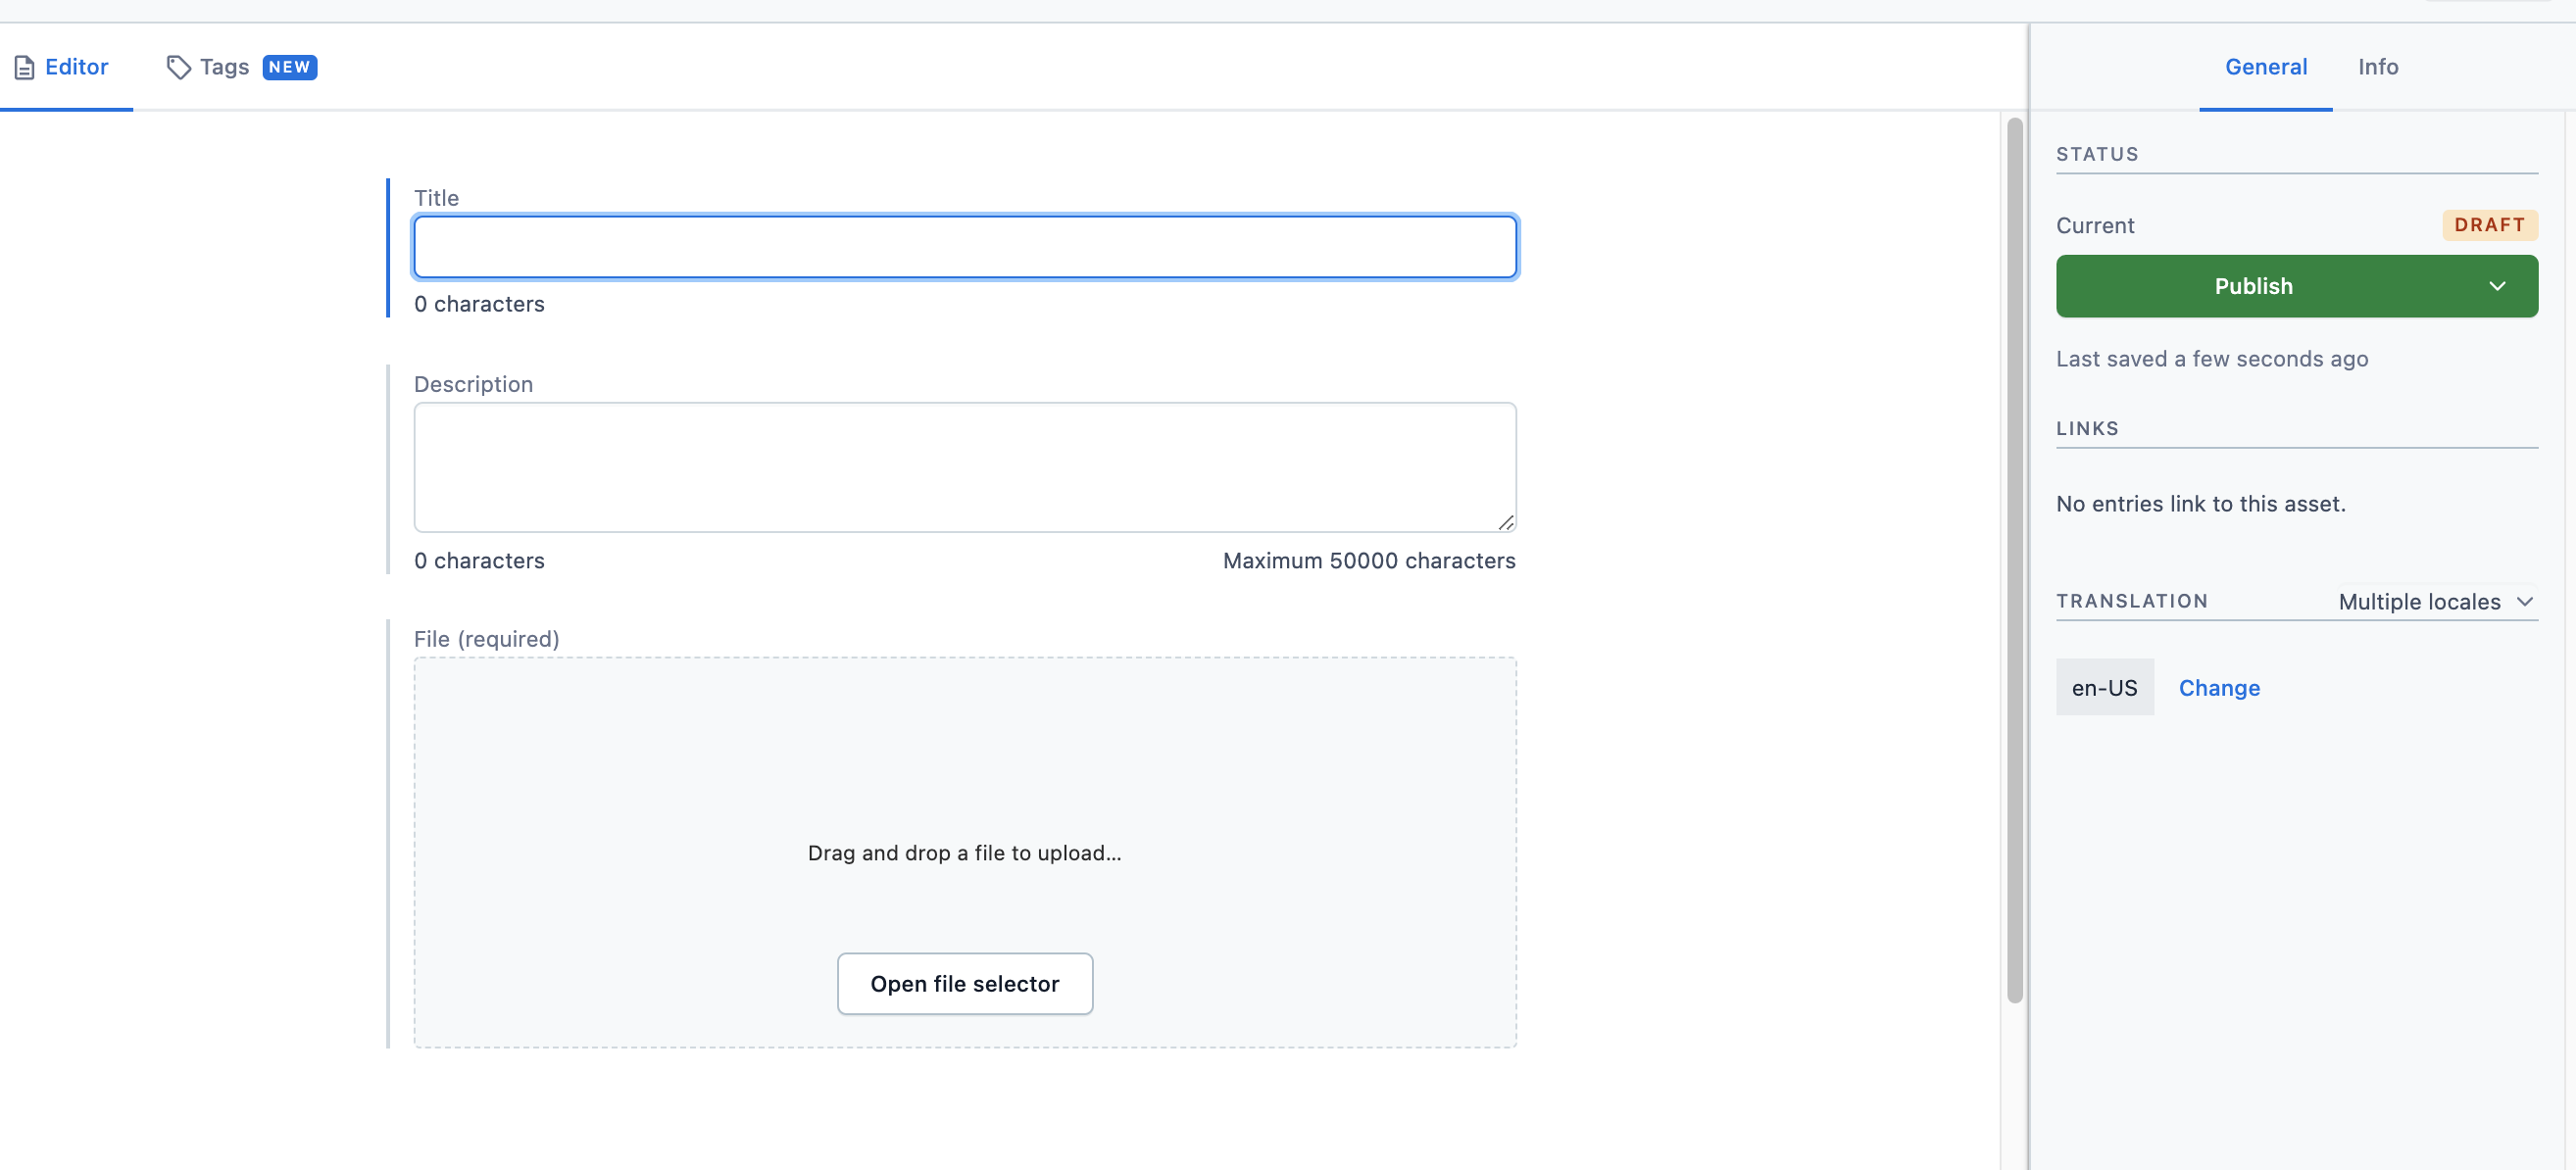 Editor
Tags NEW
General
Info
Title
0 characters
Description
0 characters
Maximum 50000 characters
File (required)
Drag and drop a file to upload...
Open file selector
STATUS
Current
DRAFT
Publish
Last saved a few seconds ago
LINKS
No entries link to this asset.
TRANSLATION
Multiple locales
en-US
Change